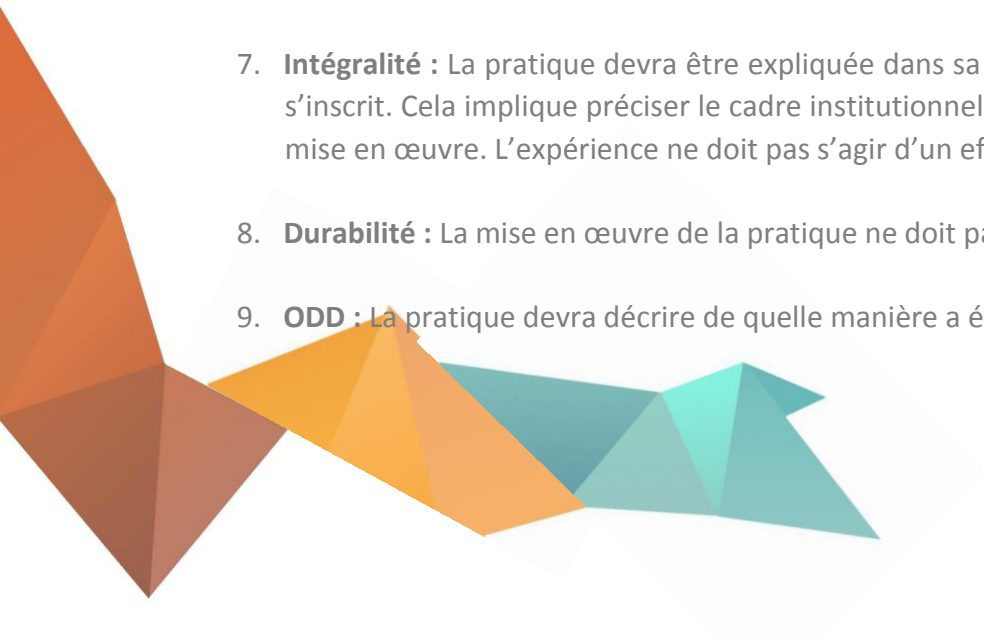 7. Intégralité : La pratique devra être expliquée dans sa
s’inscrit. Cela implique préciser le cadre institutionnel
mise en œuvre. L’expérience ne doit pas s’agir d’un ef
8. Durabilité : La mise en œuvre de la pratique ne doit pa
9. ODD : La pratique devra décrire de quelle manière a é